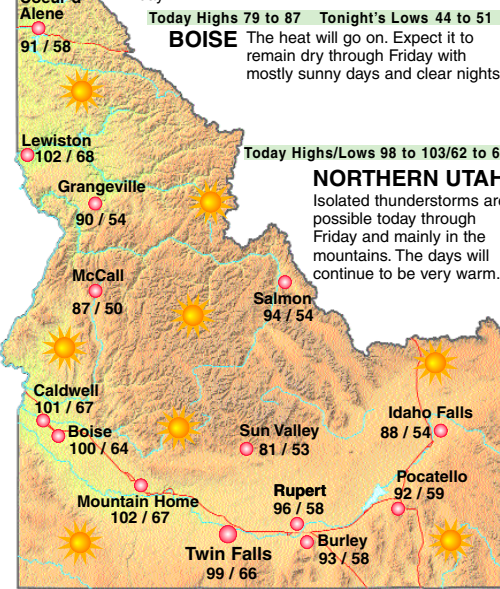 Alene
91 / 58
Today Highs 79 to 87 Tonight's Lows 44 to 51
BOISE The heat will go on. Expect it to
remain dry through Friday with
mostly sunny days and clear nights
Lewiston
102 / 68
Today Highs/Lows 98 to 103/62 to 6
Grangeville
90 / 54
NORTHERN UTAH
Isolated thunderstorms are
possible today through
Friday and mainly in the
mountains. The days will
continue to be very warm.
McCall
87 / 50
Salmon
94 / 54
Caldwell
101 / 67
Boise
100 / 64
Sun Valley
81 / 53
Idaho Falls
88 / 54
Mountain Home
102 / 67
Rupert
96 / 58
Pocatello
92 / 59
Twin Falls
99 / 66
Burley
93 / 58